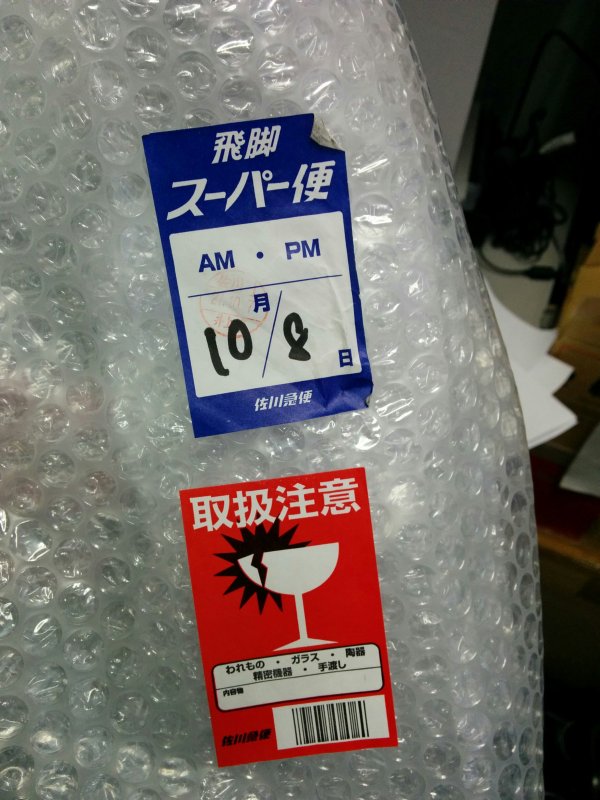 飛脚
スーパー便
AM ・ PM
10月/8日
佐川急便
取扱注意
われもの ・ ガラス ・ 陶器
精密機器 ・ 手渡し
内容物
佐川急便